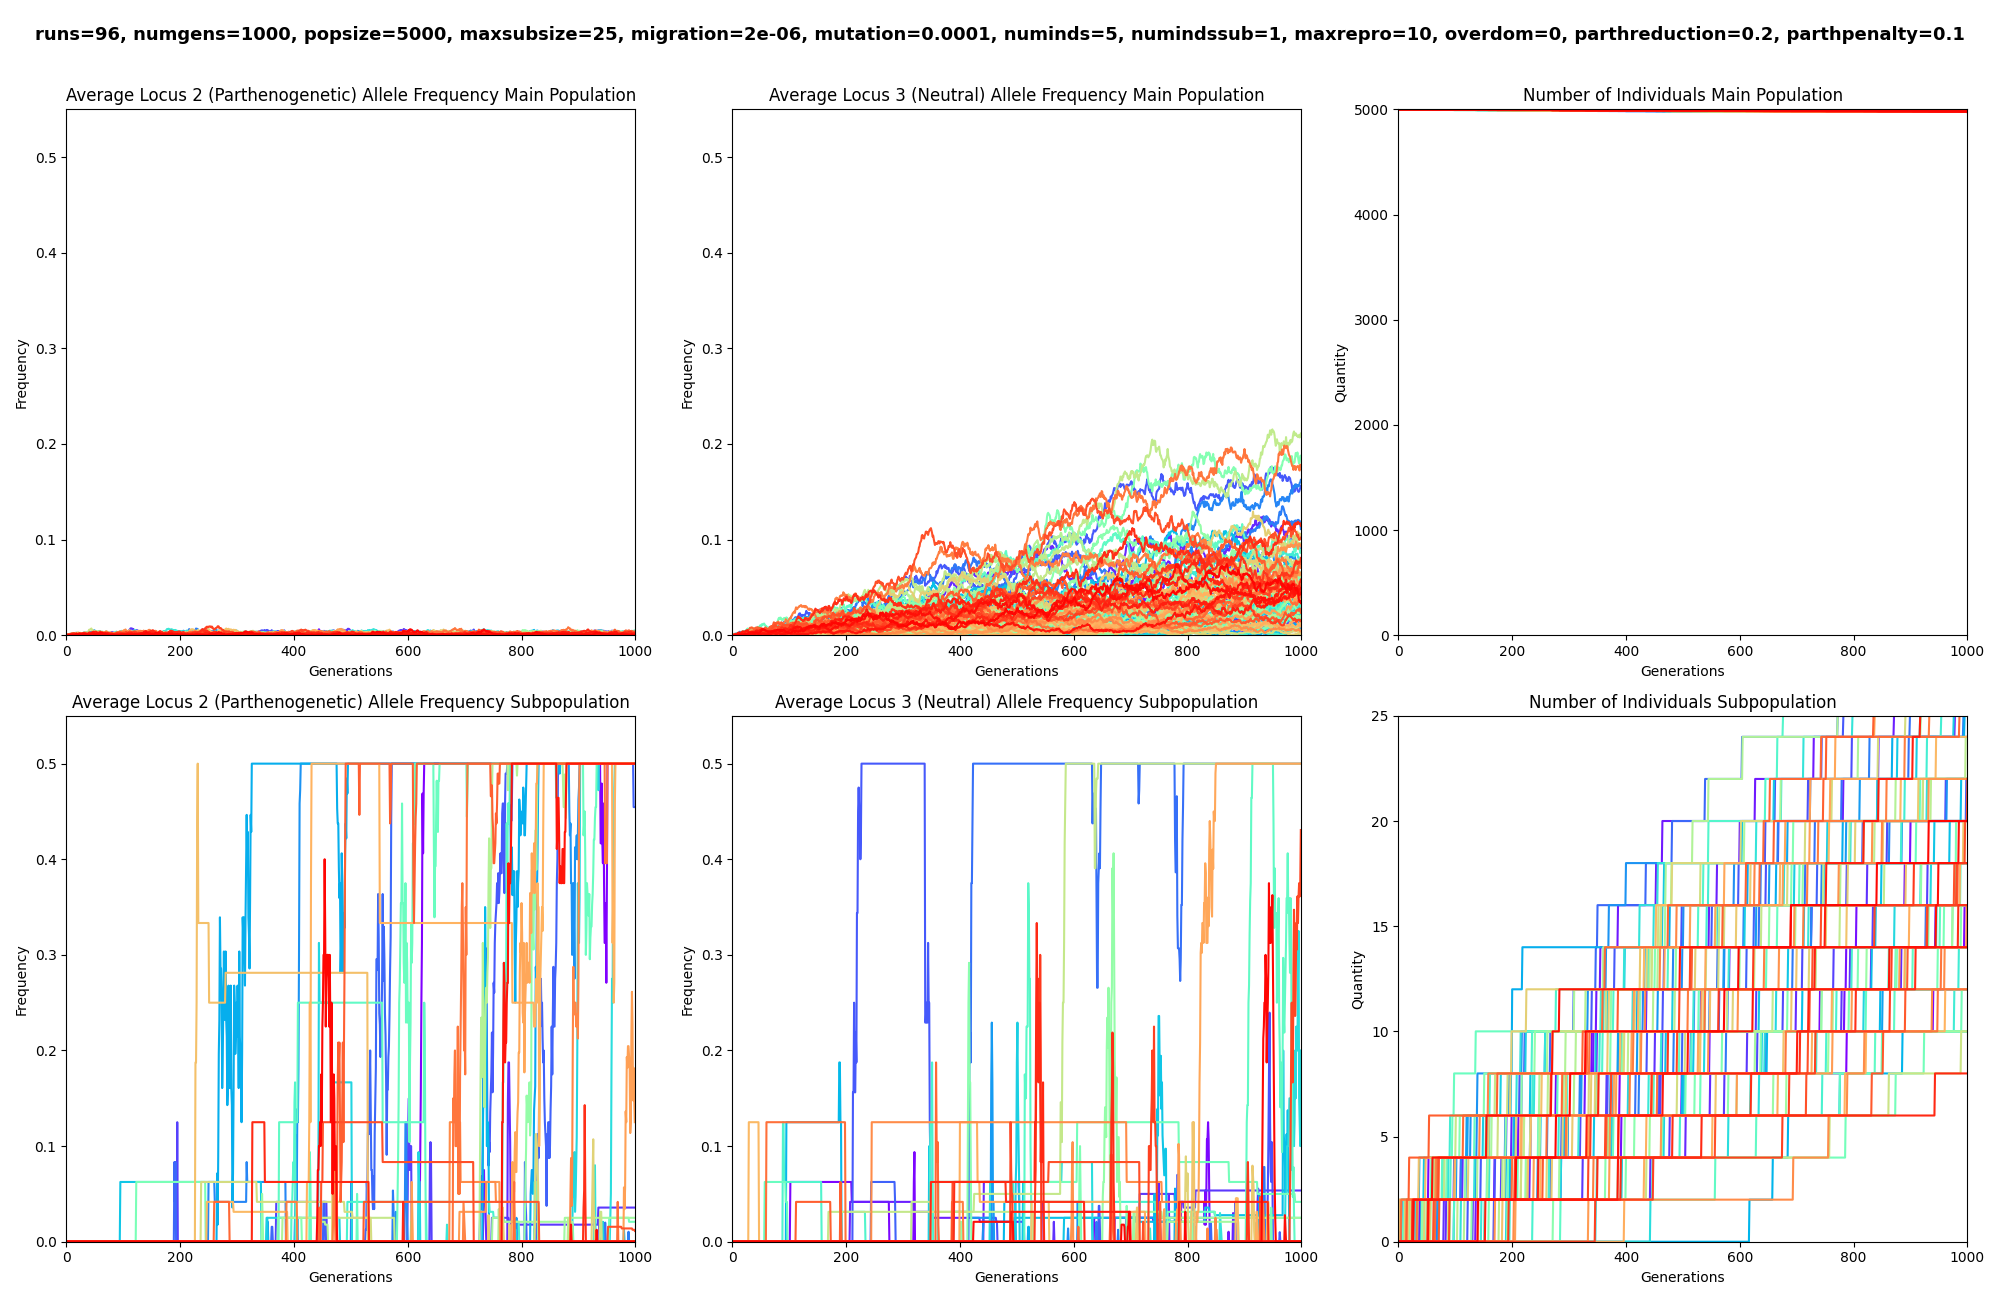 runs=96, numgens=1000, popsize=5000, maxsubsize=25, migration=2e-06, mutation=0.0001, numinds=5, numindssub=1, maxrepro=10, overdom=0, parthreduction=0.2, parthpenalty=0.1
Average Locus 2 (Parthenogenetic) Allele Frequency Main Population
Frequency
0.5
0.4
0.3
0.2
0.1
0.0
0 200 400 600 800 1000
Generations
Average Locus 3 (Neutral) Allele Frequency Main Population
Frequency
0.5
0.4
0.3
0.2
0.1
0.0
0 200 400 600 800 1000
Generations
Number of Individuals Main Population
Quantity
5000
4000
3000
2000
1000
0
0 200 400 600 800 1000
Generations
Average Locus 2 (Parthenogenetic) Allele Frequency Subpopulation
Frequency
0.5
0.4
0.3
0.2
0.1
0.0
0 200 400 600 800 1000
Generations
Average Locus 3 (Neutral) Allele Frequency Subpopulation
Frequency
0.5
0.4
0.3
0.2
0.1
0.0
0 200 400 600 800 1000
Generations
Number of Individuals Subpopulation
Quantity
25
20
15
10
5
0
0 200 400 600 800 1000
Generations